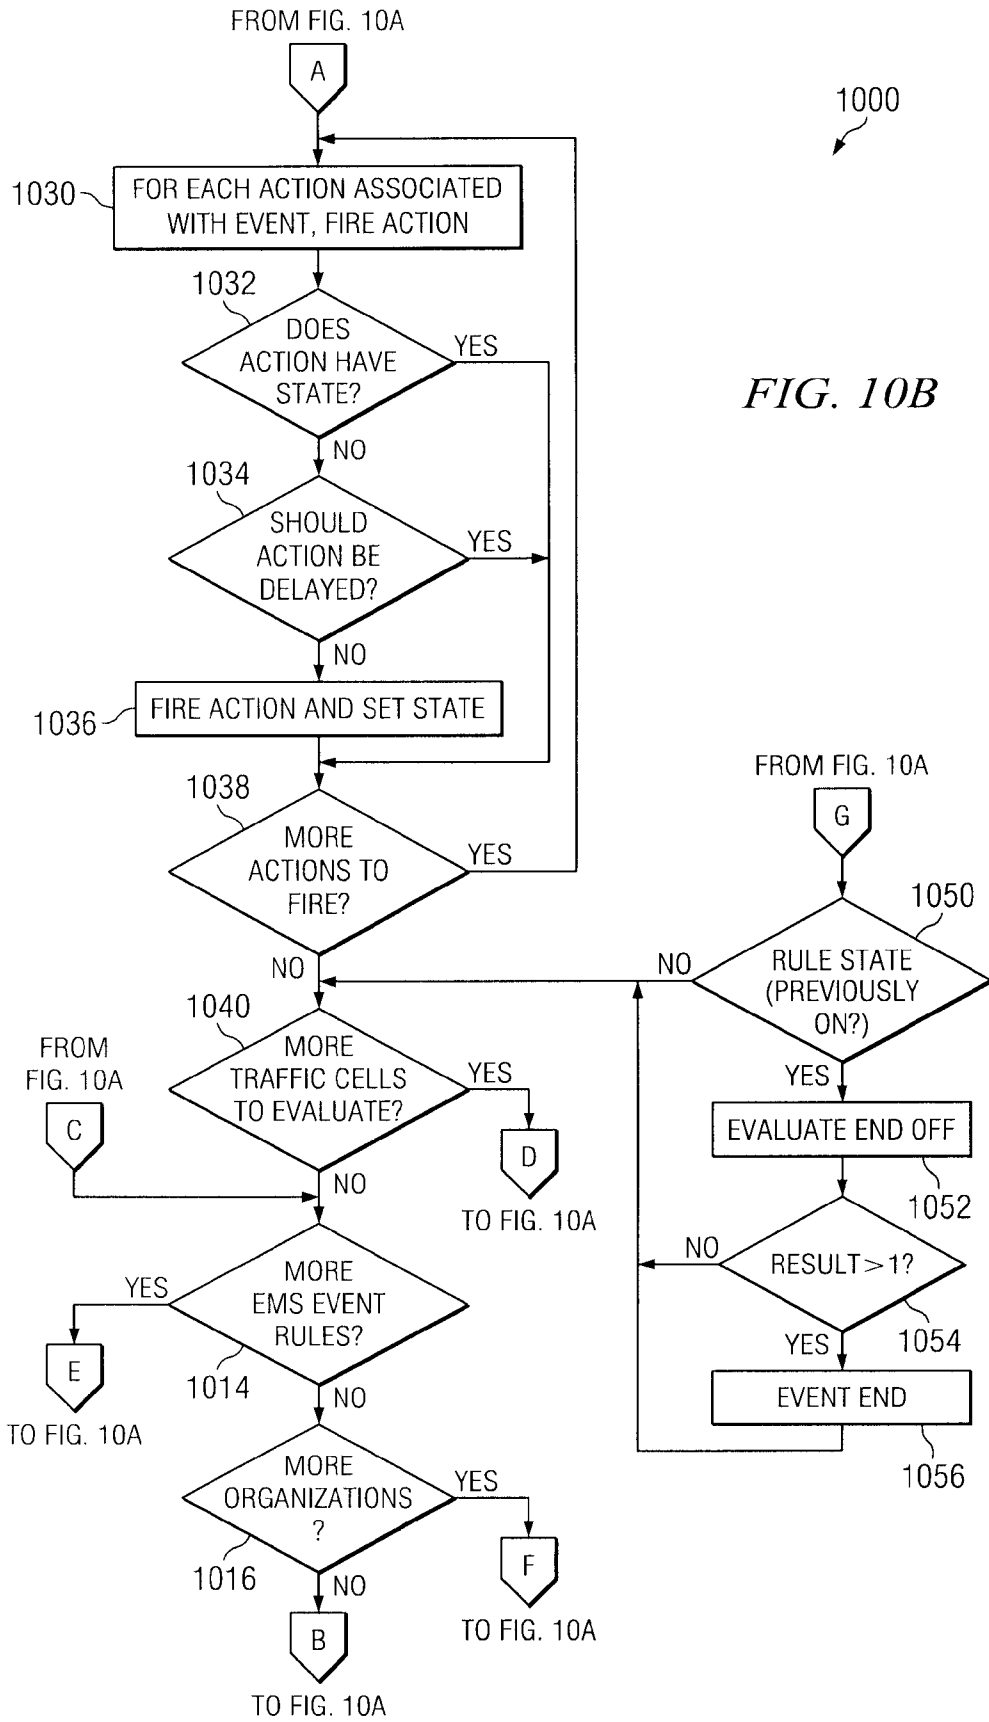 FROM FIG. 10A
A
1000
1030
FOR EACH ACTION ASSOCIATED
WITH EVENT, FIRE ACTION
1032
DOES
ACTION HAVE
STATE?
YES
FIG. 10B
NO
1034
SHOULD
ACTION BE
DELAYED?
YES
NO
1036
FIRE ACTION AND SET STATE
1038
MORE
ACTIONS TO
FIRE?
YES
NO
FROM FIG. 10A
G
1050
RULE STATE
(PREVIOUSLY
ON?)
NO
YES
1040
MORE
TRAFFIC CELLS
TO EVALUATE?
YES
D
TO FIG. 10A
NO
FROM
FIG. 10A
C
EVALUATE END OFF
1052
RESULT>1?
NO
1054
YES
EVENT END
1056
MORE
EMS EVENT
RULES?
YES
1014
E
TO FIG. 10A
NO
MORE
ORGANIZATIONS
?
YES
1016
F
TO FIG. 10A
NO
B
TO FIG. 10A